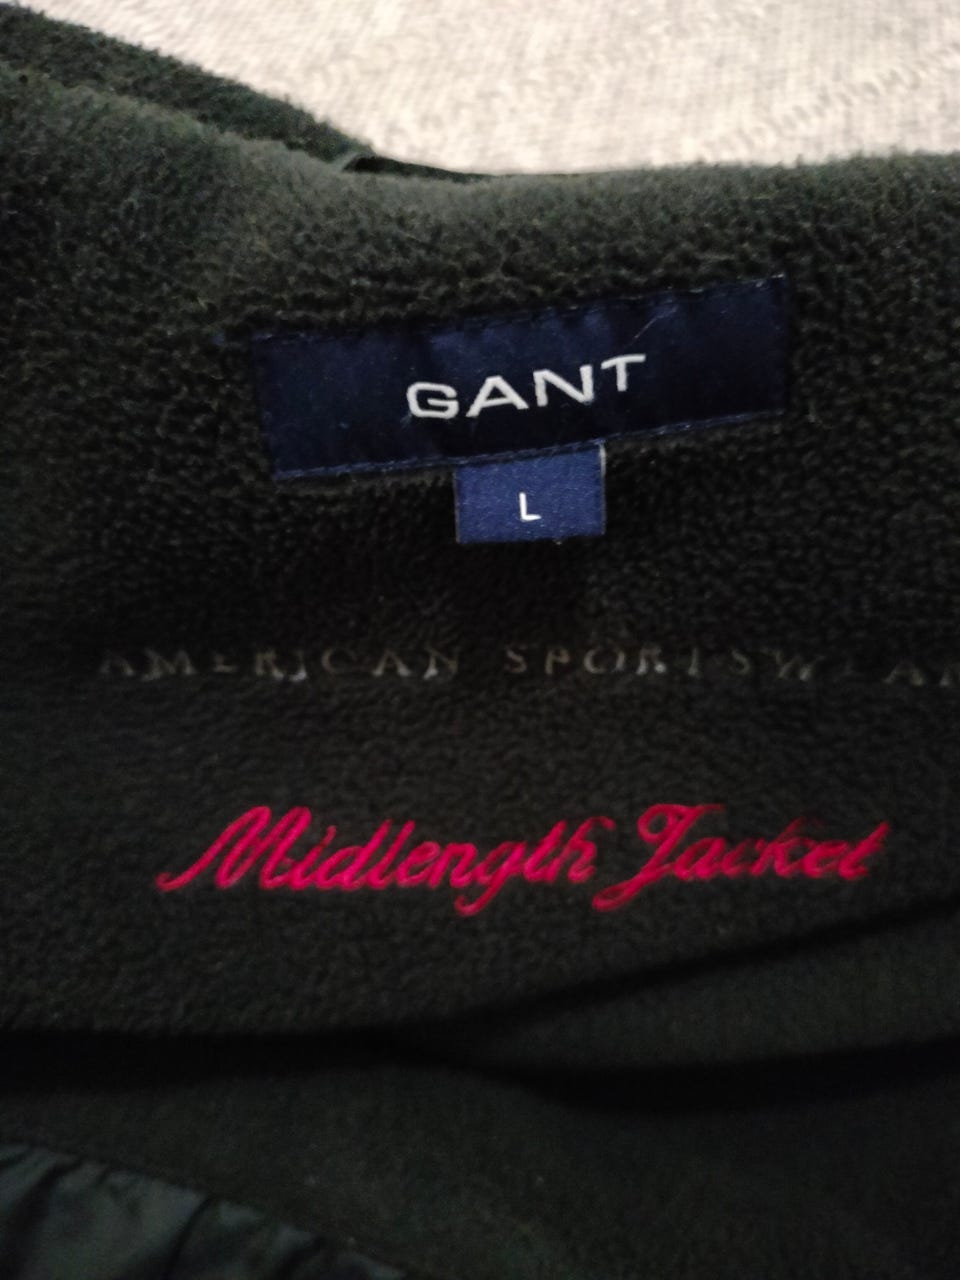 GANT
L
AMERICAN SPORTSWEAR
Midlength Jacket